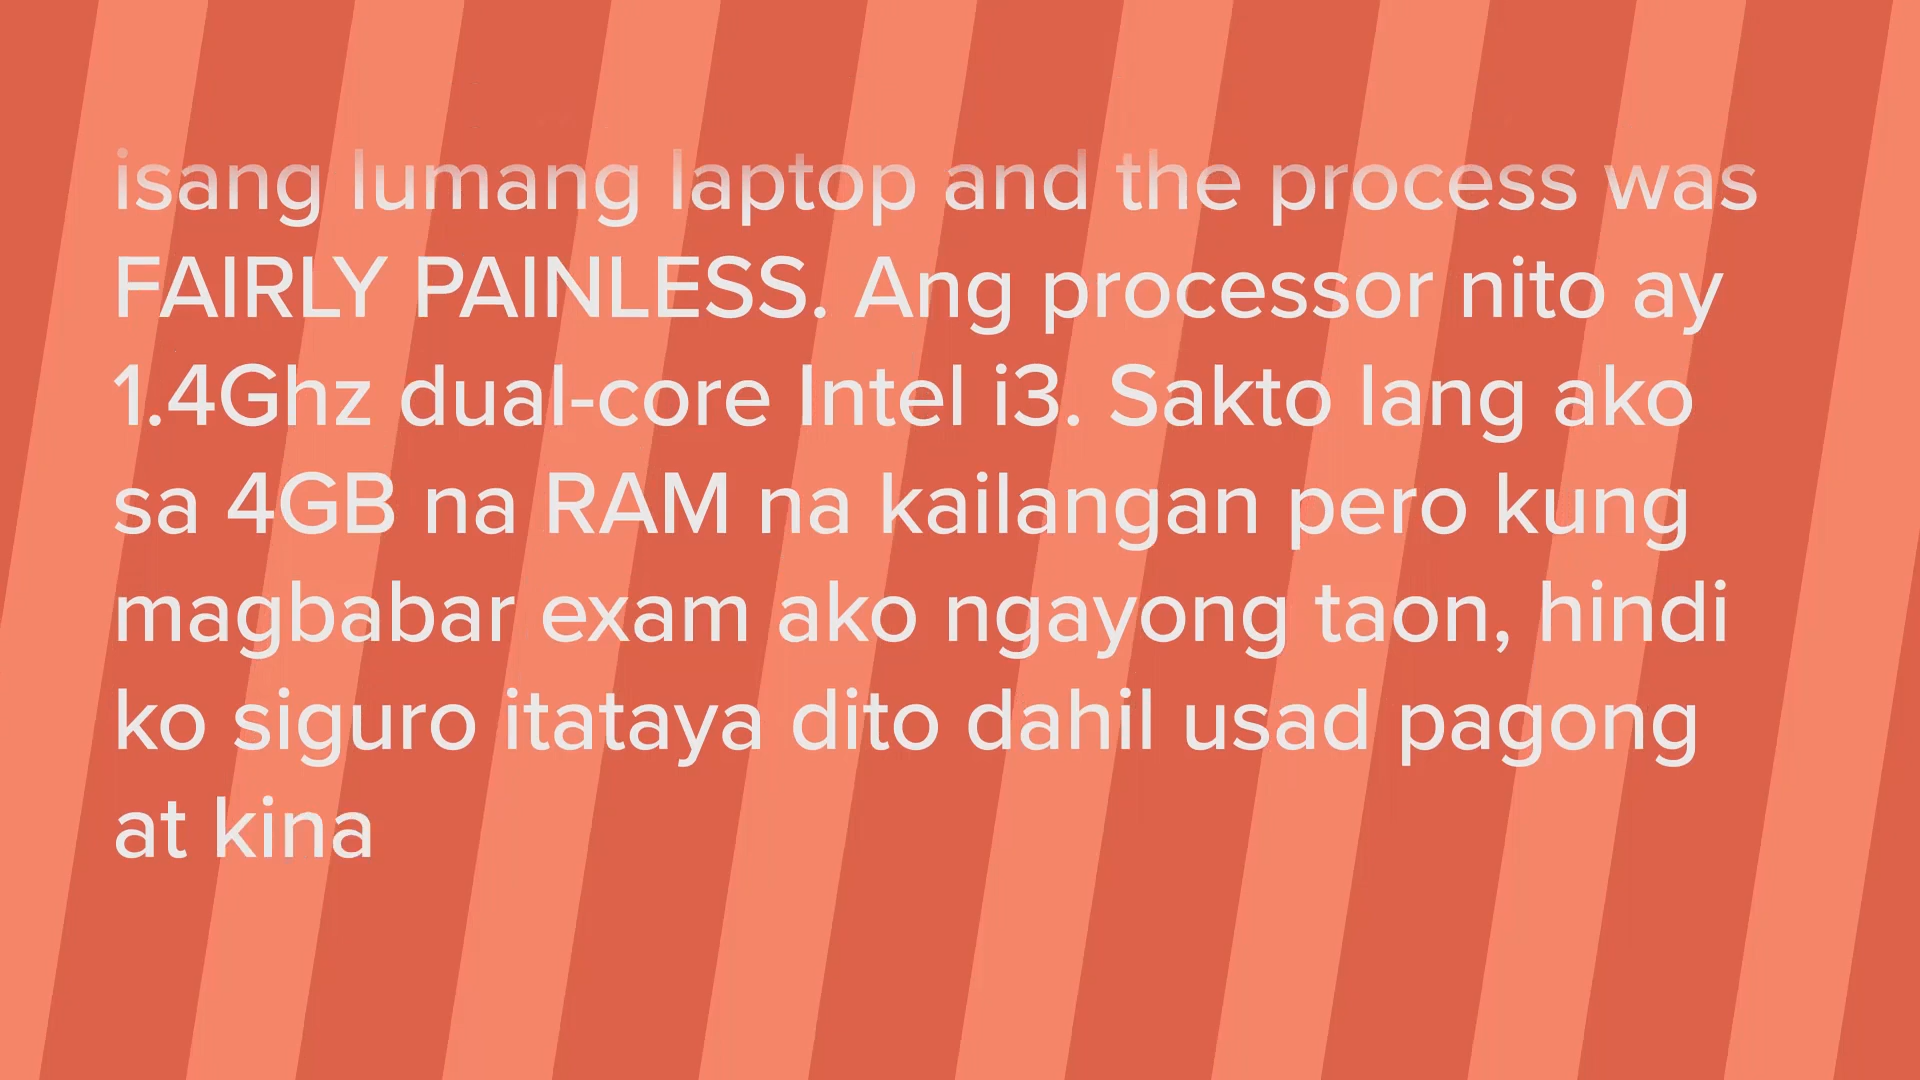 isang lumang laptop and the process was
FAIRLY PAINLESS. Ang processor nito ay
1.4Ghz dual-core Intel i3. Sakto lang ako
sa 4GB na RAM na kailangan pero kung
magbabar exam ako ngayong taon, hindi
ko siguro itataya dito dahil usad pagong
at kina